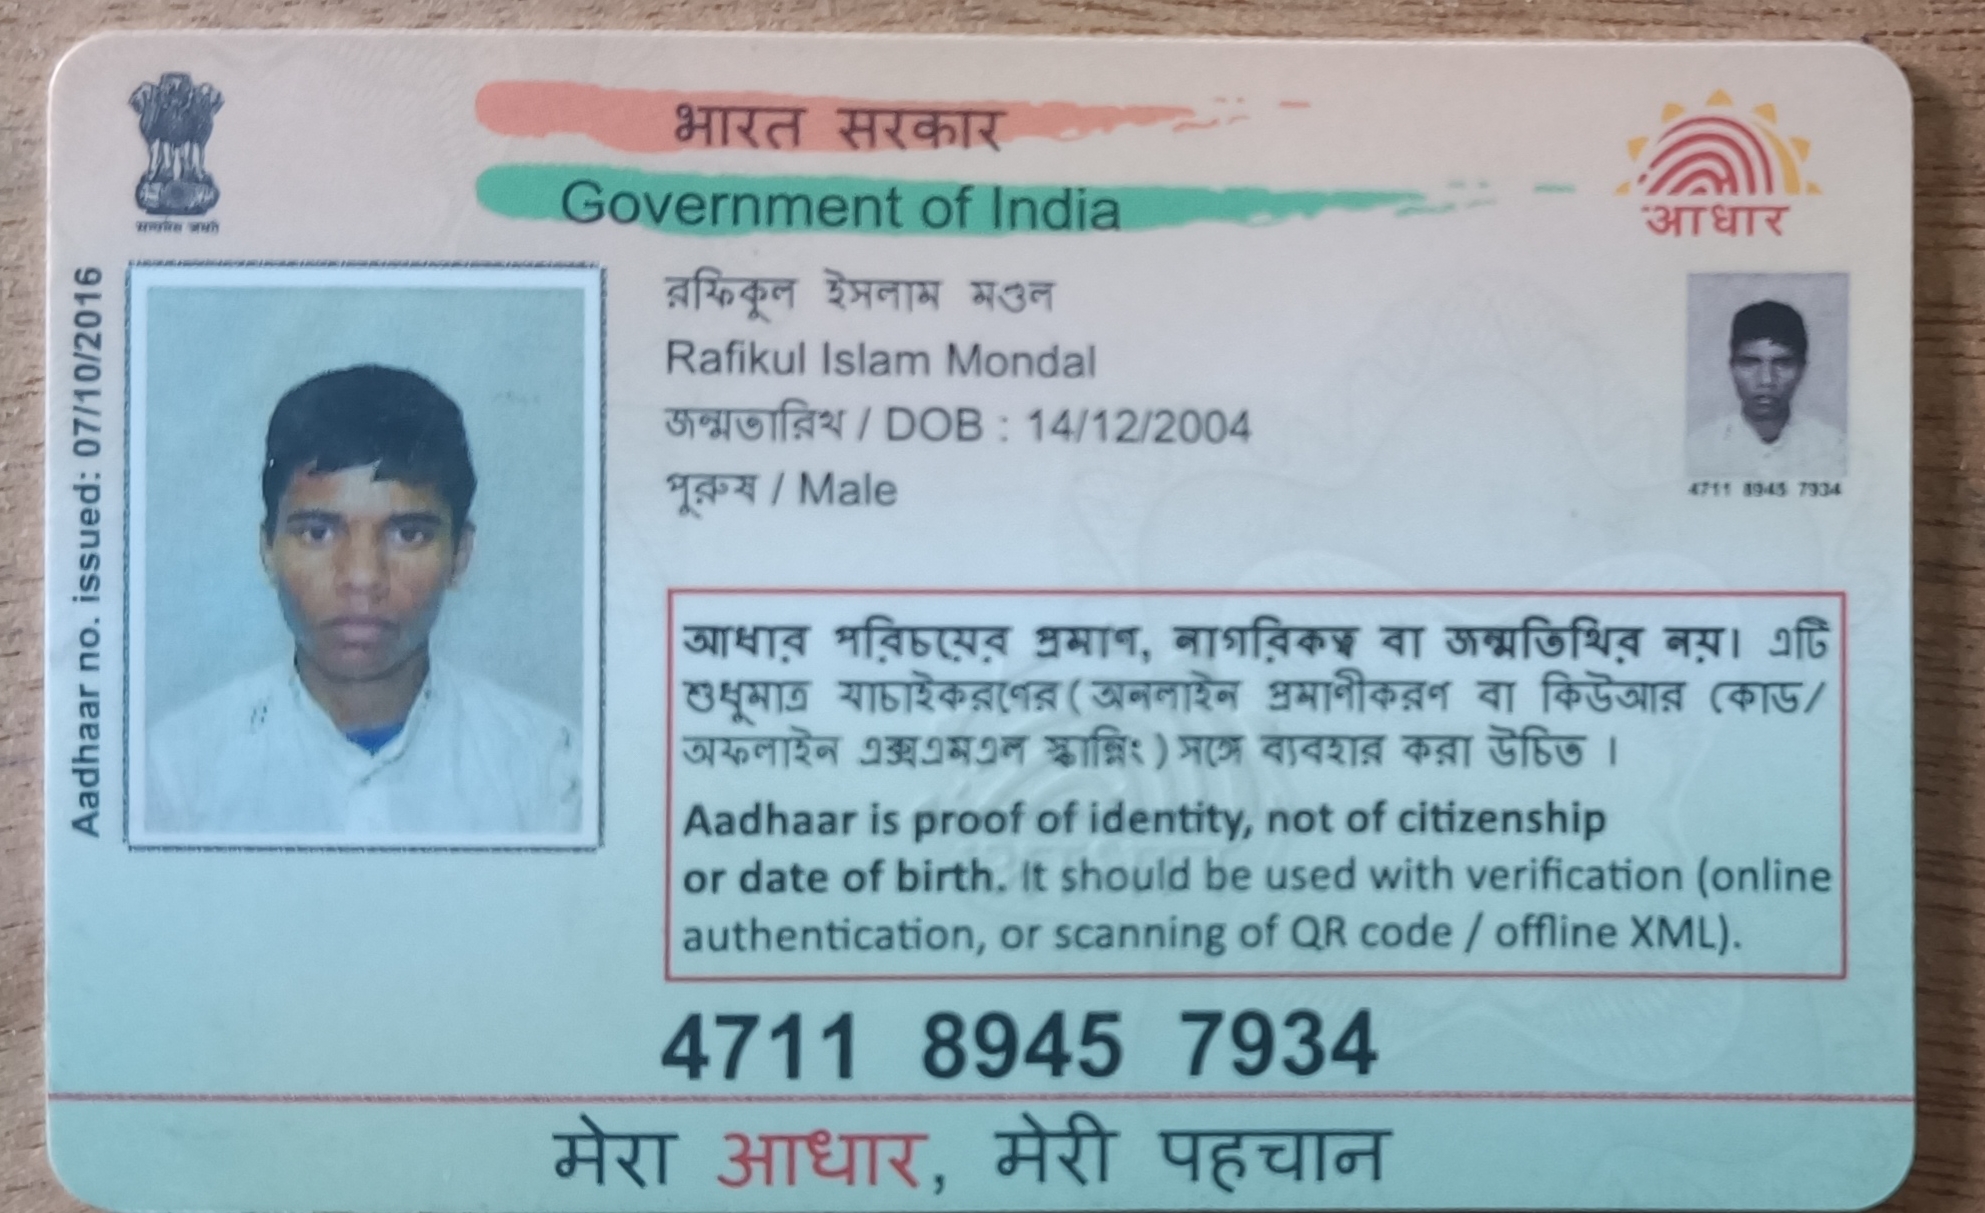 भारत सरकार
Government of India
सत्यमेव जयते
आधार
Aadhaar no. issued: 07/10/2016
রফিকুল ইসলাম মণ্ডল
Rafikul Islam Mondal
জন্মতারিখ / DOB : 14/12/2004
পুরুষ / Male
4711 8945 7934
আধার পরিচয়ের প্রমাণ, নাগরিকত্ব বা জন্মতিথির নয়। এটি
শুধুমাত্র যাচাইকরণের (অনলাইন প্রমাণীকরণ বা কিউআর কোড/
অফলাইন এক্সএমএল স্ক্যানিং) সঙ্গে ব্যবহার করা উচিত ।
Aadhaar is proof of identity, not of citizenship
or date of birth. It should be used with verification (online
authentication, or scanning of QR code / offline XML).
4711 8945 7934
मेरा आधार, मेरी पहचान